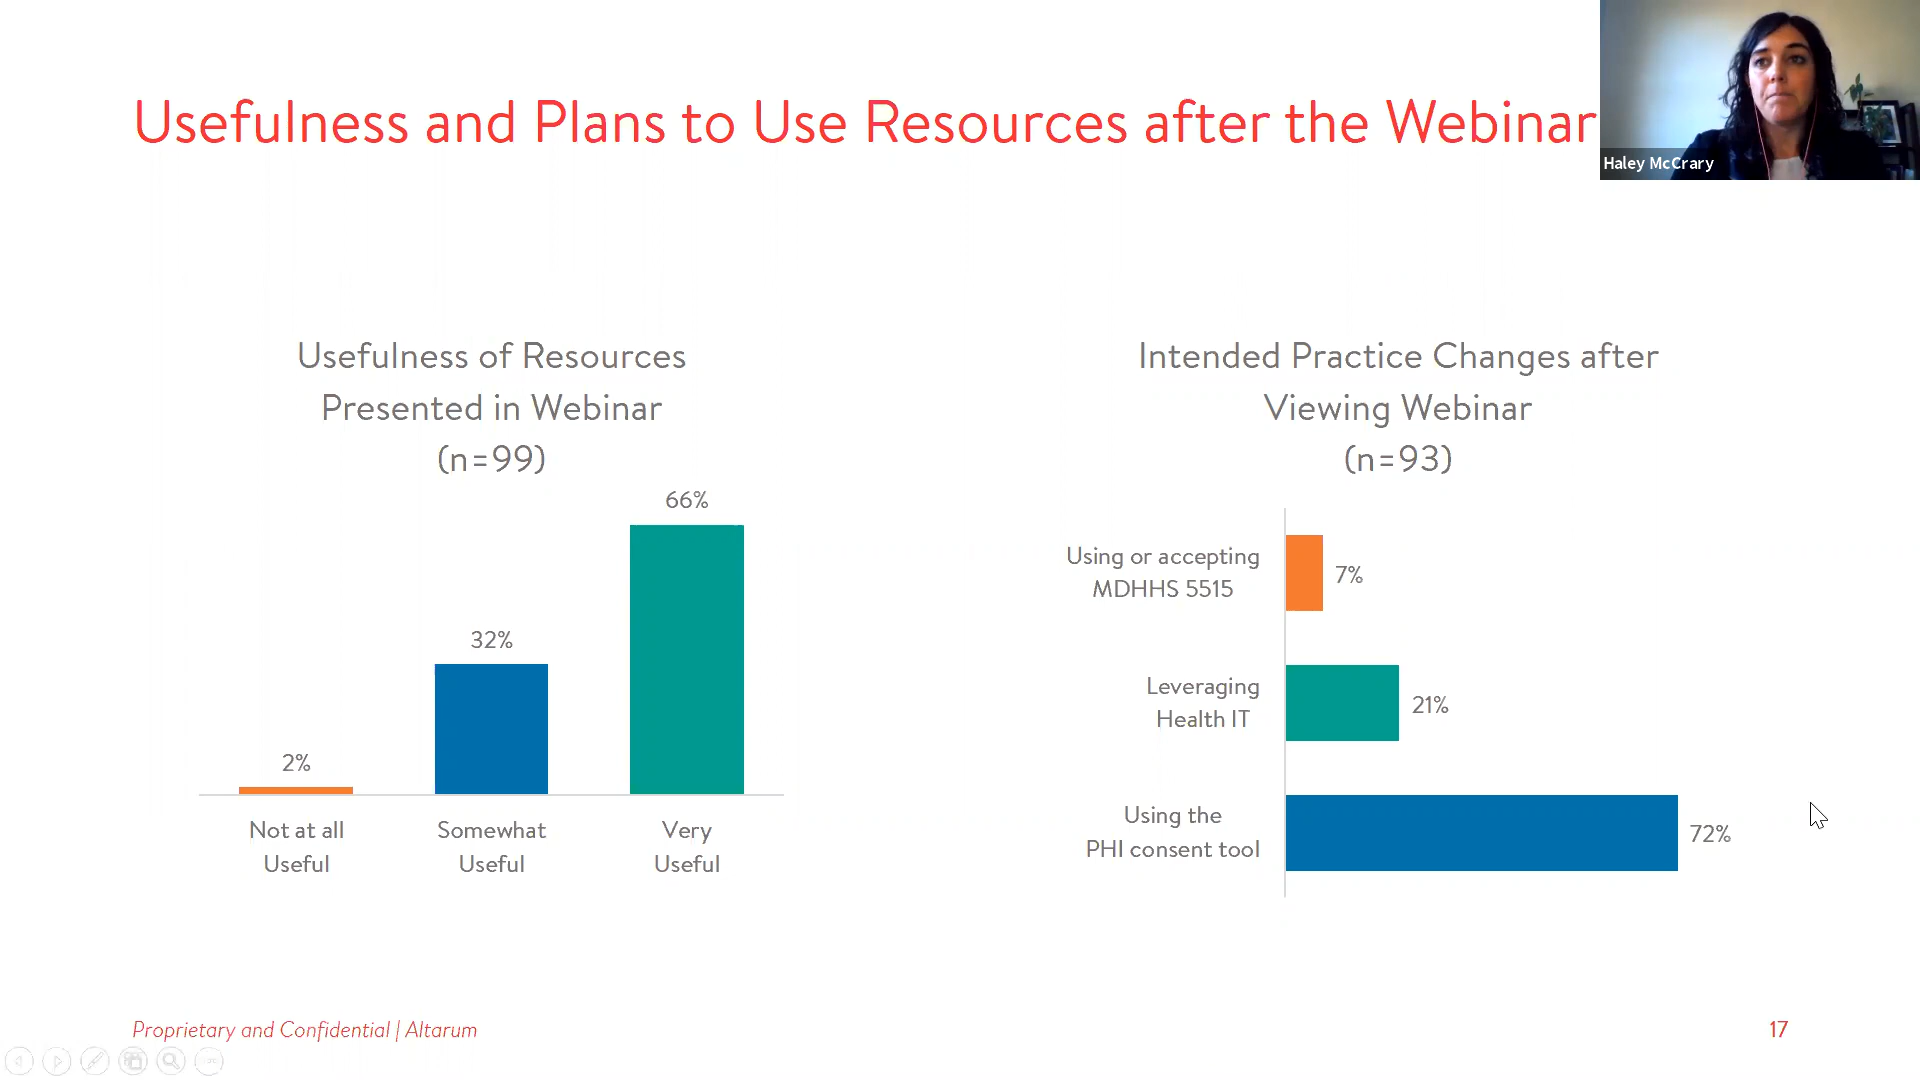 Usefulness and Plans to Use Resources after the Webinar
Haley McCrary
Usefulness of Resources
Presented in Webinar
(n=99)
66%
32%
2%
Not at all
Useful
Somewhat
Useful
Very
Useful
Intended Practice Changes after
Viewing Webinar
(n=93)
Using or accepting
MDHHS 5515
7%
Leveraging
Health IT
21%
Using the
PHI consent tool
72%
Proprietary and Confidential | Altarum
17